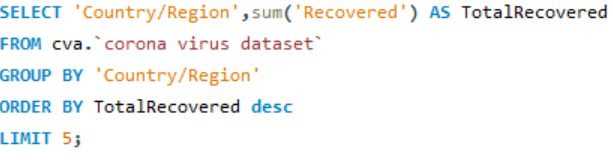 SELECT 'Country/Region',sum('Recovered') AS TotalRecovered
FROM cva.`corona virus dataset`
GROUP BY 'Country/Region'
ORDER BY TotalRecovered desc
LIMIT 5;